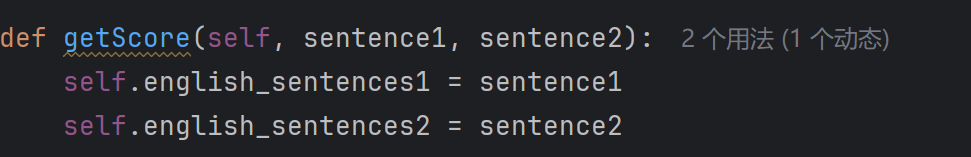 def getScore(self, sentence1, sentence2): 2 个用法 (1 个动态)
self.english_sentences1 = sentence1
self.english_sentences2 = sentence2